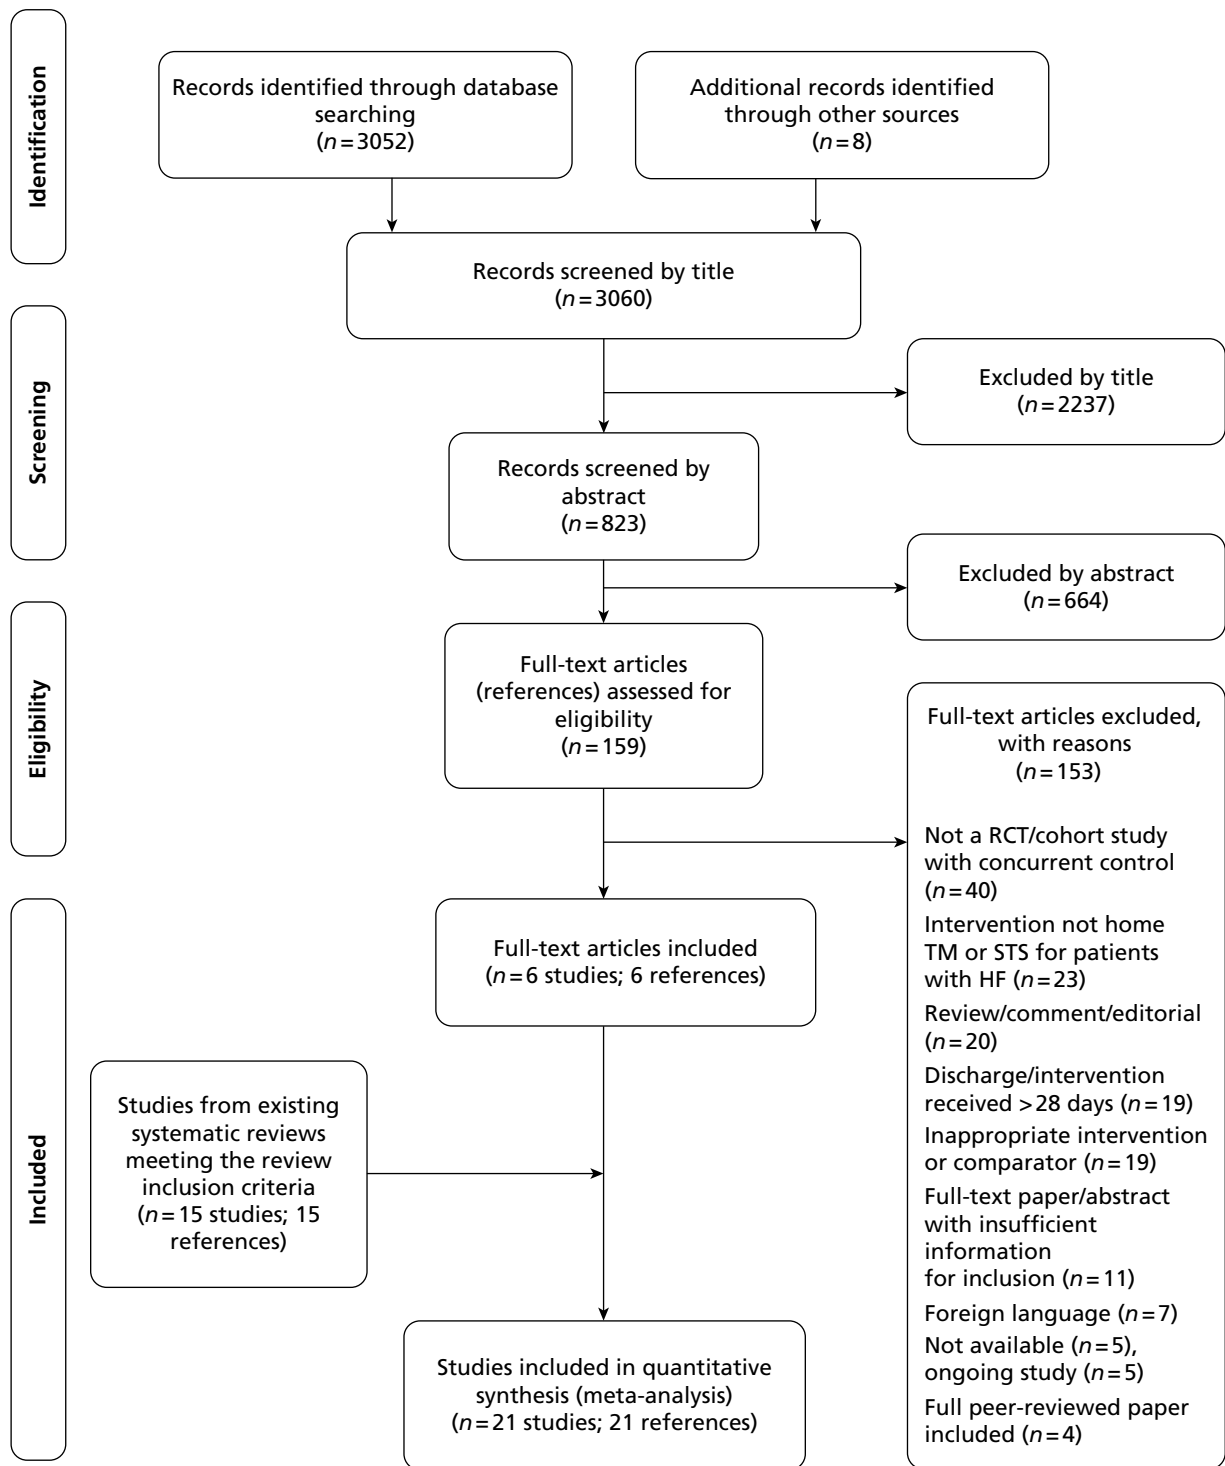 Identification
Records identified through database
searching
(n=3052)
Additional records identified
through other sources
(n=8)
Records screened by title
(n=3060)
Screening
Excluded by title
(n=2237)
Records screened by
abstract
(n=823)
Excluded by abstract
(n=664)
Eligibility
Full-text articles
(references) assessed for
eligibility
(n=159)
Full-text articles excluded,
with reasons
(n=153)
Not a RCT/cohort study
with concurrent control
(n=40)
Intervention not home
TM or STS for patients
with HF (n=23)
Review/comment/editorial
(n=20)
Discharge/intervention
received >28 days (n=19)
Inappropriate intervention
or comparator (n=19)
Full-text paper/abstract
with insufficient
information
for inclusion (n=11)
Foreign language (n=7)
Not available (n=5),
ongoing study (n=5)
Full peer-reviewed paper
included (n=4)
Included
Full-text articles included
(n=6 studies; 6 references)
Studies from existing
systematic reviews
meeting the review
inclusion criteria
(n=15 studies; 15
references)
Studies included in quantitative
synthesis (meta-analysis)
(n=21 studies; 21 references)